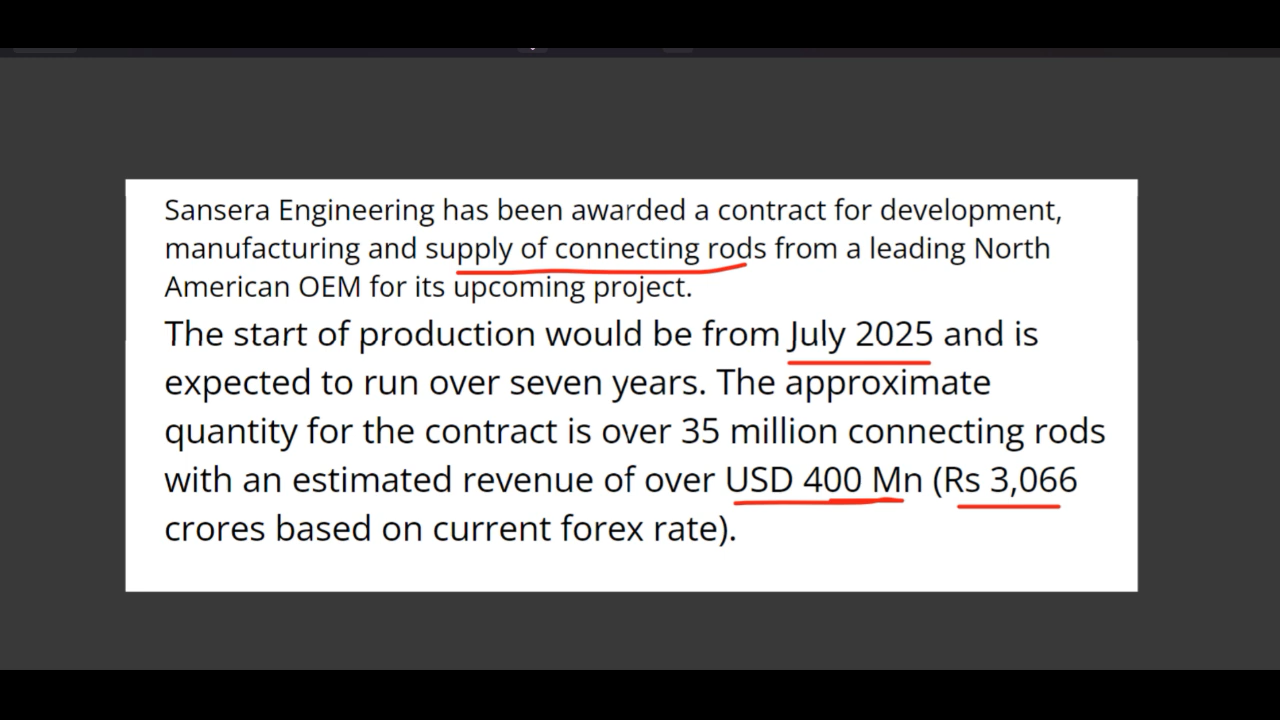 Sansera Engineering has been awarded a contract for development,
manufacturing and supply of connecting rods from a leading North
American OEM for its upcoming project.
The start of production would be from July 2025 and is
expected to run over seven years. The approximate
quantity for the contract is over 35 million connecting rods
with an estimated revenue of over USD 400 Mn (Rs 3,066
crores based on current forex rate).